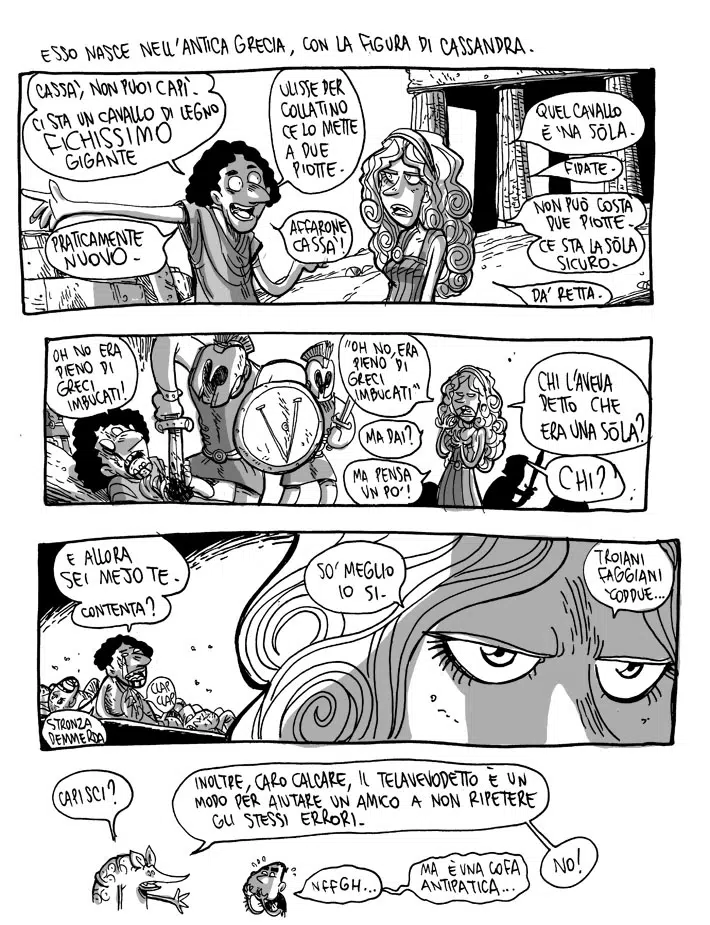 ESSO NASCE NELL'ANTICA GRECIA, CON LA FIGURA DI CASSANDRA.
CASSA', NON PUOI CAPÌ.
CI STA UN CAVALLO DI LEGNO
FICHISSIMO
GIGANTE
PRATICAMENTE
NUOVO.
ULISSE DER
COLLATINO
CE LO METTE
A DUE
PIOTTE.
AFFARONE
CASSA'!
QUEL CAVALLO
È 'NA SÒLA.
FIDATE.
NON PUÒ COSTA
DUE PIOTTE.
CE STA LA SÒLA
SICURO.
DA' RETTA.
OH NO ERA
PIENO DI
GRECI
IMBUCATI!
"OH NO, ERA
PIENO DI
GRECI
IMBUCATI"
MA DAI?
MA PENSA
UN PO'!
CHI L'AVEVA
DETTO CHE
ERA UNA SÒLA?
CHI?
E ALLORA
SEI MEJO TE.
CONTENTA?
CLAP
CLAP
STRONZA
DEMMERDA
SO' MEGLIO
IO SI.
TROIANI
FAGGIANI
'CODDUE...
CAPISCI?
INOLTRE, CARO CALCARE, IL TELAVEVODETTO È UN
MODO PER AIUTARE UN AMICO A NON RIPETERE
GLI STESSI ERRORI.
NO!
NFFGH...
MA È UNA COFA
ANTIPATICA...